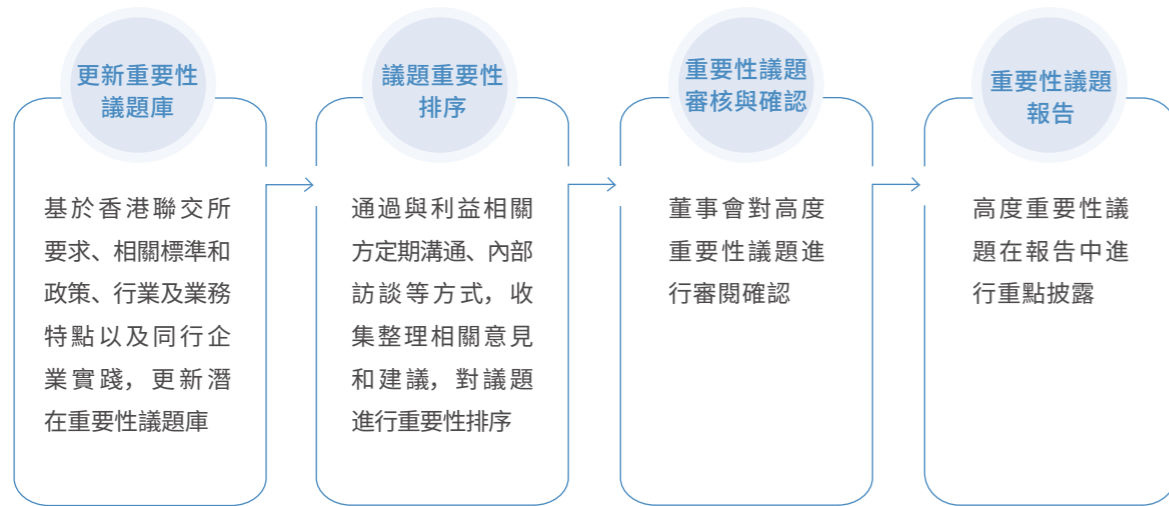 更新重要性
議題庫
基於香港聯交所
要求、相關標準和
政策、行業及業務
特點以及同行企
業實踐，更新潛
在重要性議題庫
議題重要性
排序
通過與利益相關
方定期溝通、內部
訪談等方式，收
集整理相關意見
和建議，對議題
進行重要性排序
重要性議題
審核與確認
董事會對高度
重要性議題進
行審閱確認
重要性議題
報告
高度重要性議
題在報告中進
行重點披露